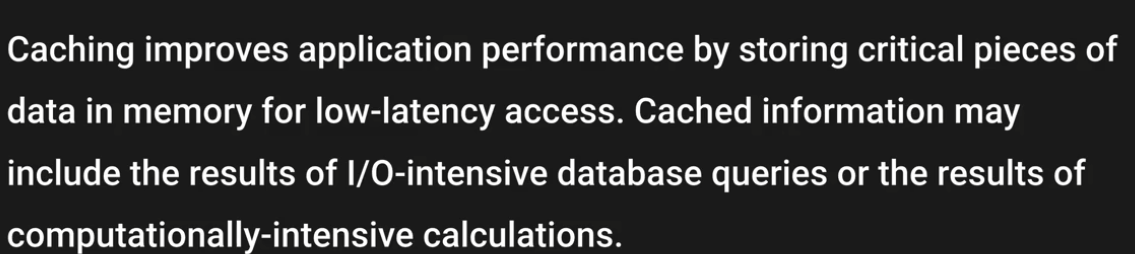 Caching improves application performance by storing critical pieces of
data in memory for low-latency access. Cached information may
include the results of I/O-intensive database queries or the results of
computationally-intensive calculations.